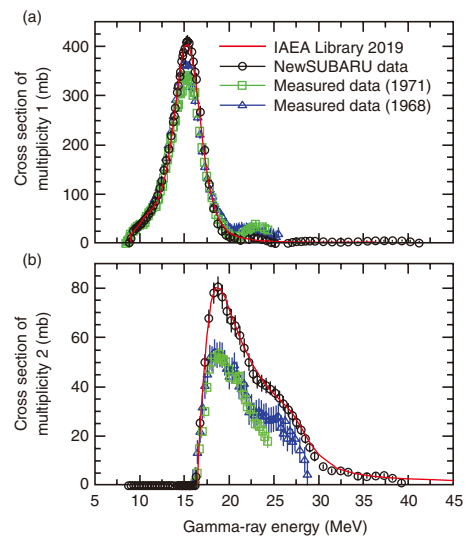 (a)
400
300
200
100
0
Cross section of
multiplicity 1 (mb)
IAEA Library 2019
NewSUBARU data
Measured data (1971)
Measured data (1968)
(b)
80
60
40
20
0
Cross section of
multiplicity 2 (mb)
5 10 15 20 25 30 35 40 45
Gamma-ray energy (MeV)